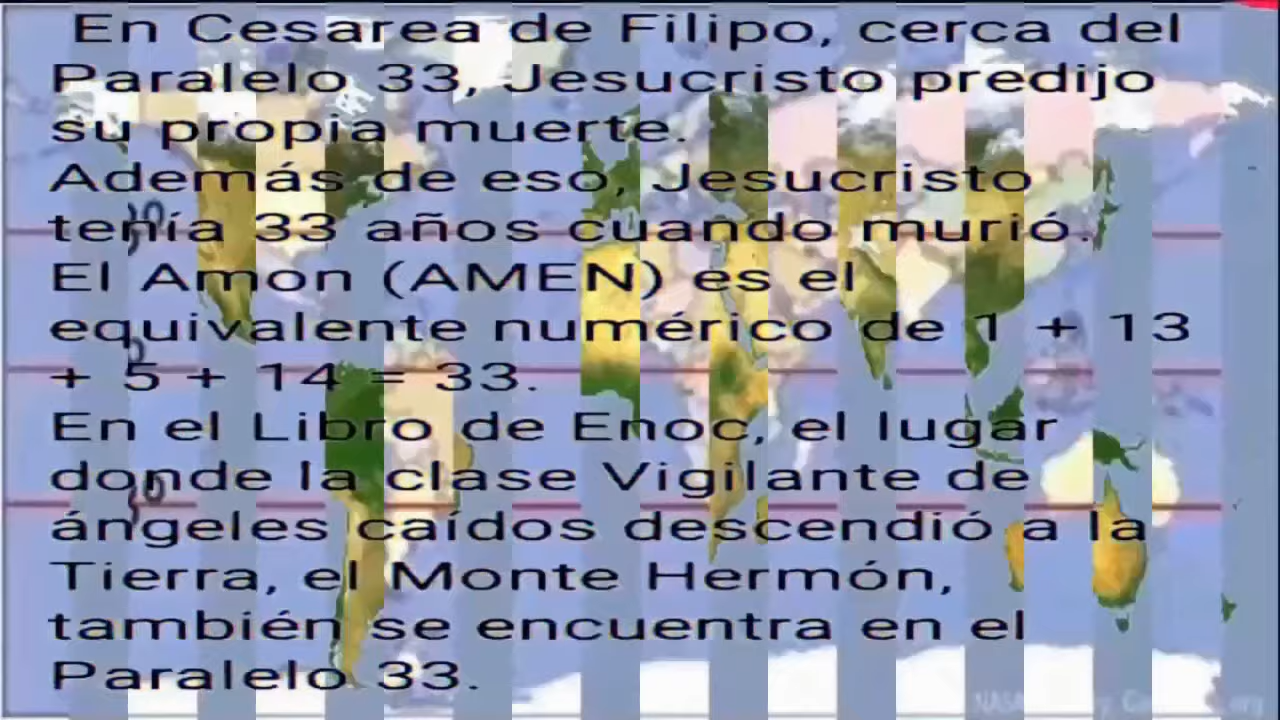 En Cesarea de Filipo, cerca del
Paralelo 33, Jesucristo predijo
su propia muerte.
Además de eso, Jesucristo
tenía 33 años cuando murió.
El Amon (AMEN) es el
equivalente numérico de 1 + 13
+ 5 + 14 = 33.
En el Libro de Enoc, el lugar
donde la clase Vigilante de
ángeles caídos descendió a la
Tierra, el Monte Hermón,
también se encuentra en el
Paralelo 33.